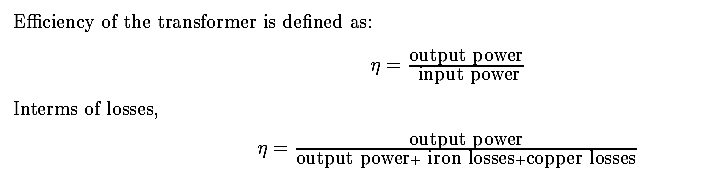 Efficiency of the transformer is defined as:
η = output power / input power
Interms of losses,
η = output power / output power+ iron losses+copper losses